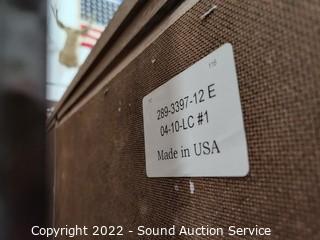 289-3397-12 E
04-10-LC #1
Made in USA
Copyright 2022 - Sound Auction Service